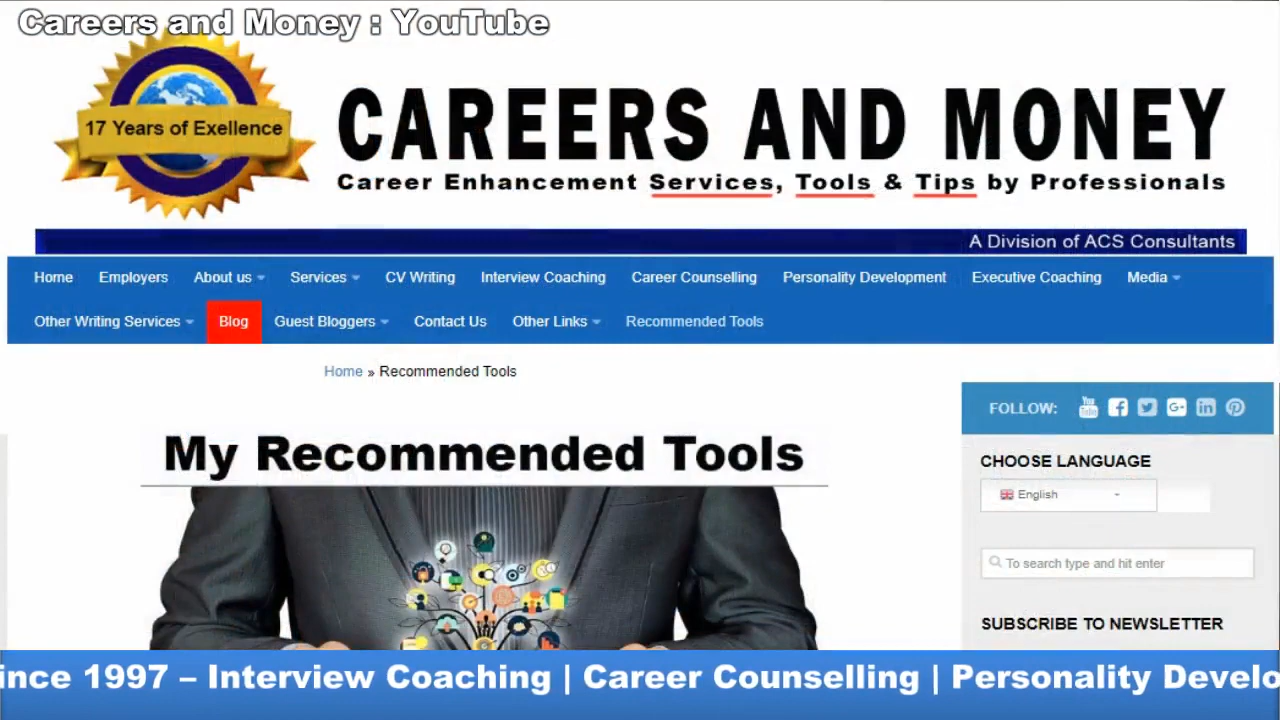 Careers and Money : YouTube
17 Years of Exellence
CAREERS AND MONEY
Career Enhancement Services, Tools & Tips by Professionals
A Division of ACS Consultants
Home Employers About us Services CV Writing Interview Coaching Career Counselling Personality Development Executive Coaching Media
Other Writing Services Blog Guest Bloggers Contact Us Other Links Recommended Tools
Home » Recommended Tools
FOLLOW:
My Recommended Tools
CHOOSE LANGUAGE
English
To search type and hit enter
SUBSCRIBE TO NEWSLETTER
ince 1997 – Interview Coaching | Career Counselling | Personality Develo